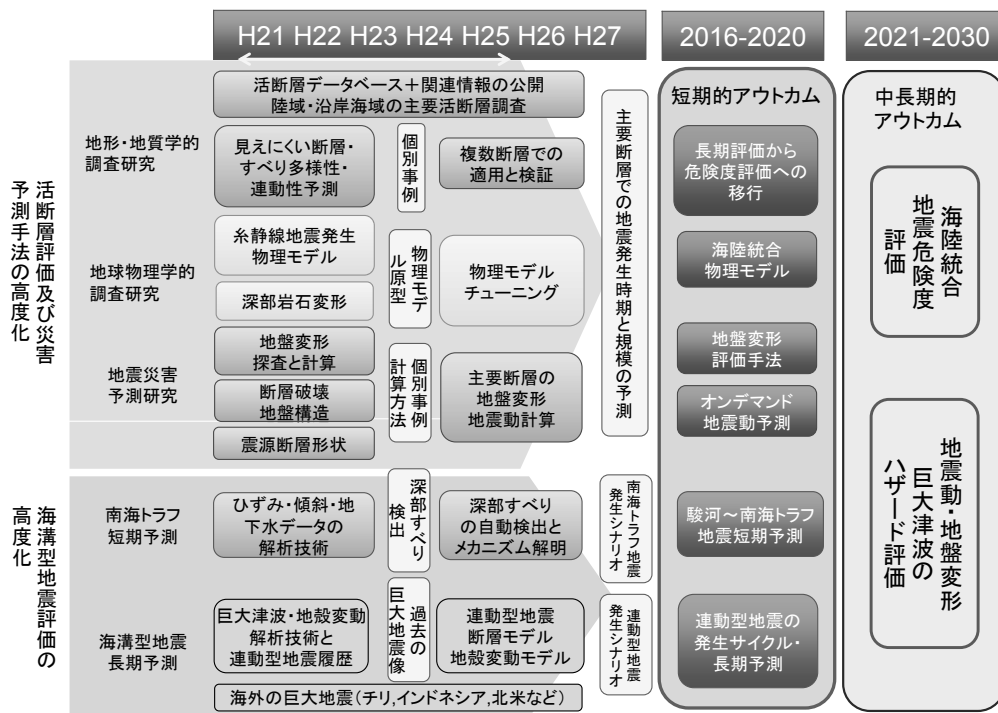 H21 H22 H23 H24 H25 H26 H27
2016-2020
2021-2030
活断層評価及び災害
予測手法の高度化
地形・地質学的
調査研究
活断層データベース＋関連情報の公開
陸域・沿岸海域の主要活断層調査
見えにくい断層・
すべり多様性・
連動性予測
個別事例
複数断層での
適用と検証
地球物理学的
調査研究
糸静線地震発生
物理モデル
深部岩石変形
物理モデ
ル原型
物理モデル
チューニング
地震災害
予測研究
地盤変形
探査と計算
断層破壊
地盤構造
震源断層形状
個別事例
計算方法
主要断層の
地盤変形
地震動計算
主要断層での地震発生時期と規模の予測
海溝型地震評価の
高度化
南海トラフ
短期予測
ひずみ・傾斜・地
下水データの
解析技術
深部すべり
検出
深部すべり
の自動検出と
メカニズム解明
南海トラフ地震
発生シナリオ
海溝型地震
長期予測
巨大津波・地殻変動
解析技術と
連動型地震履歴
過去の
巨大地震像
連動型地震
断層モデル
地殻変動モデル
連動型地震
発生シナリオ
海外の巨大地震（チリ,インドネシア,北米など）
短期的アウトカム
長期評価から
危険度評価への
移行
海陸統合
物理モデル
地盤変形
評価手法
オンデマンド
地震動予測
駿河～南海トラフ
地震短期予測
連動型地震の
発生サイクル・
長期予測
中長期的
アウトカム
海陸統合
地震危険度
評価
地震動・地盤変形
巨大津波の
ハザード評価